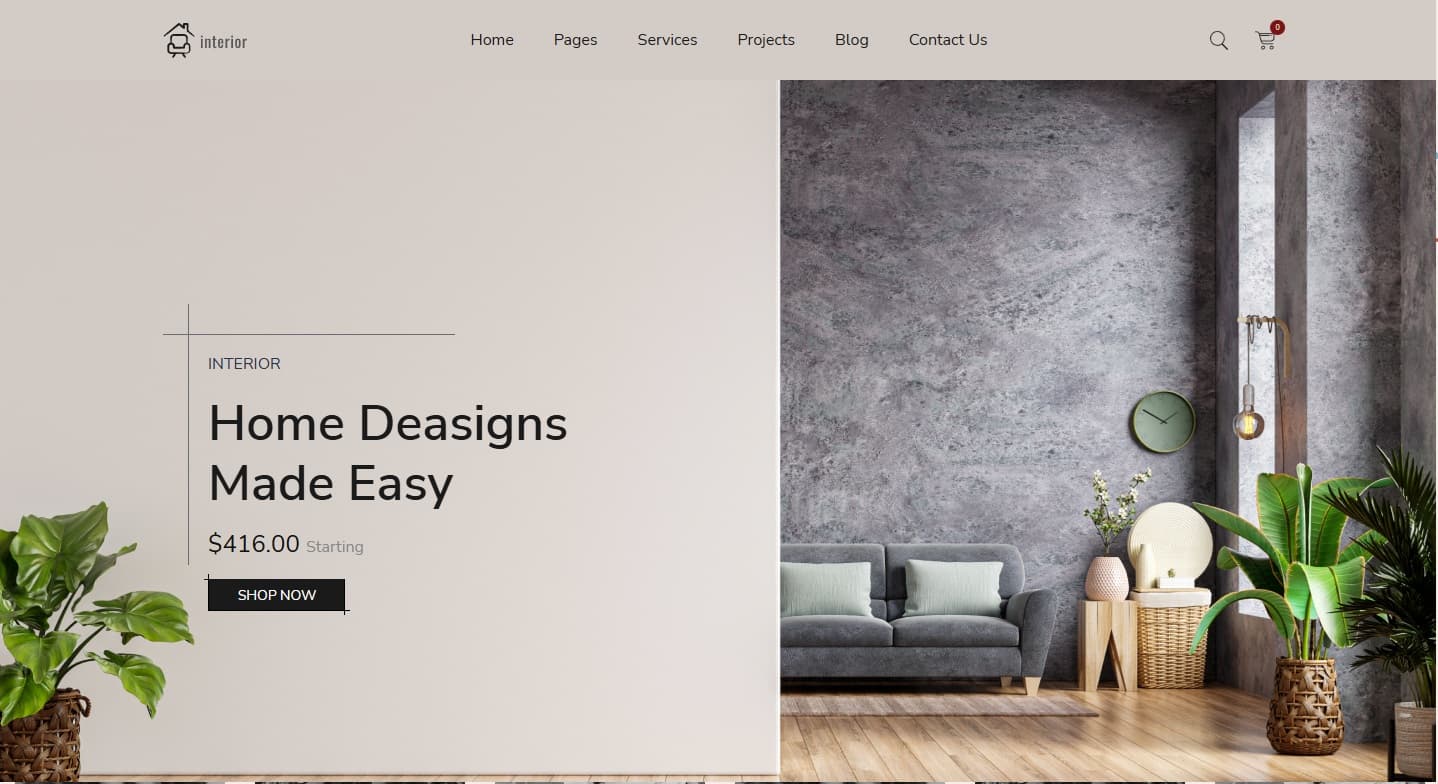 interior
Home Pages Services Projects Blog Contact Us
0
INTERIOR
Home Deasigns
Made Easy
$416.00 Starting
SHOP NOW